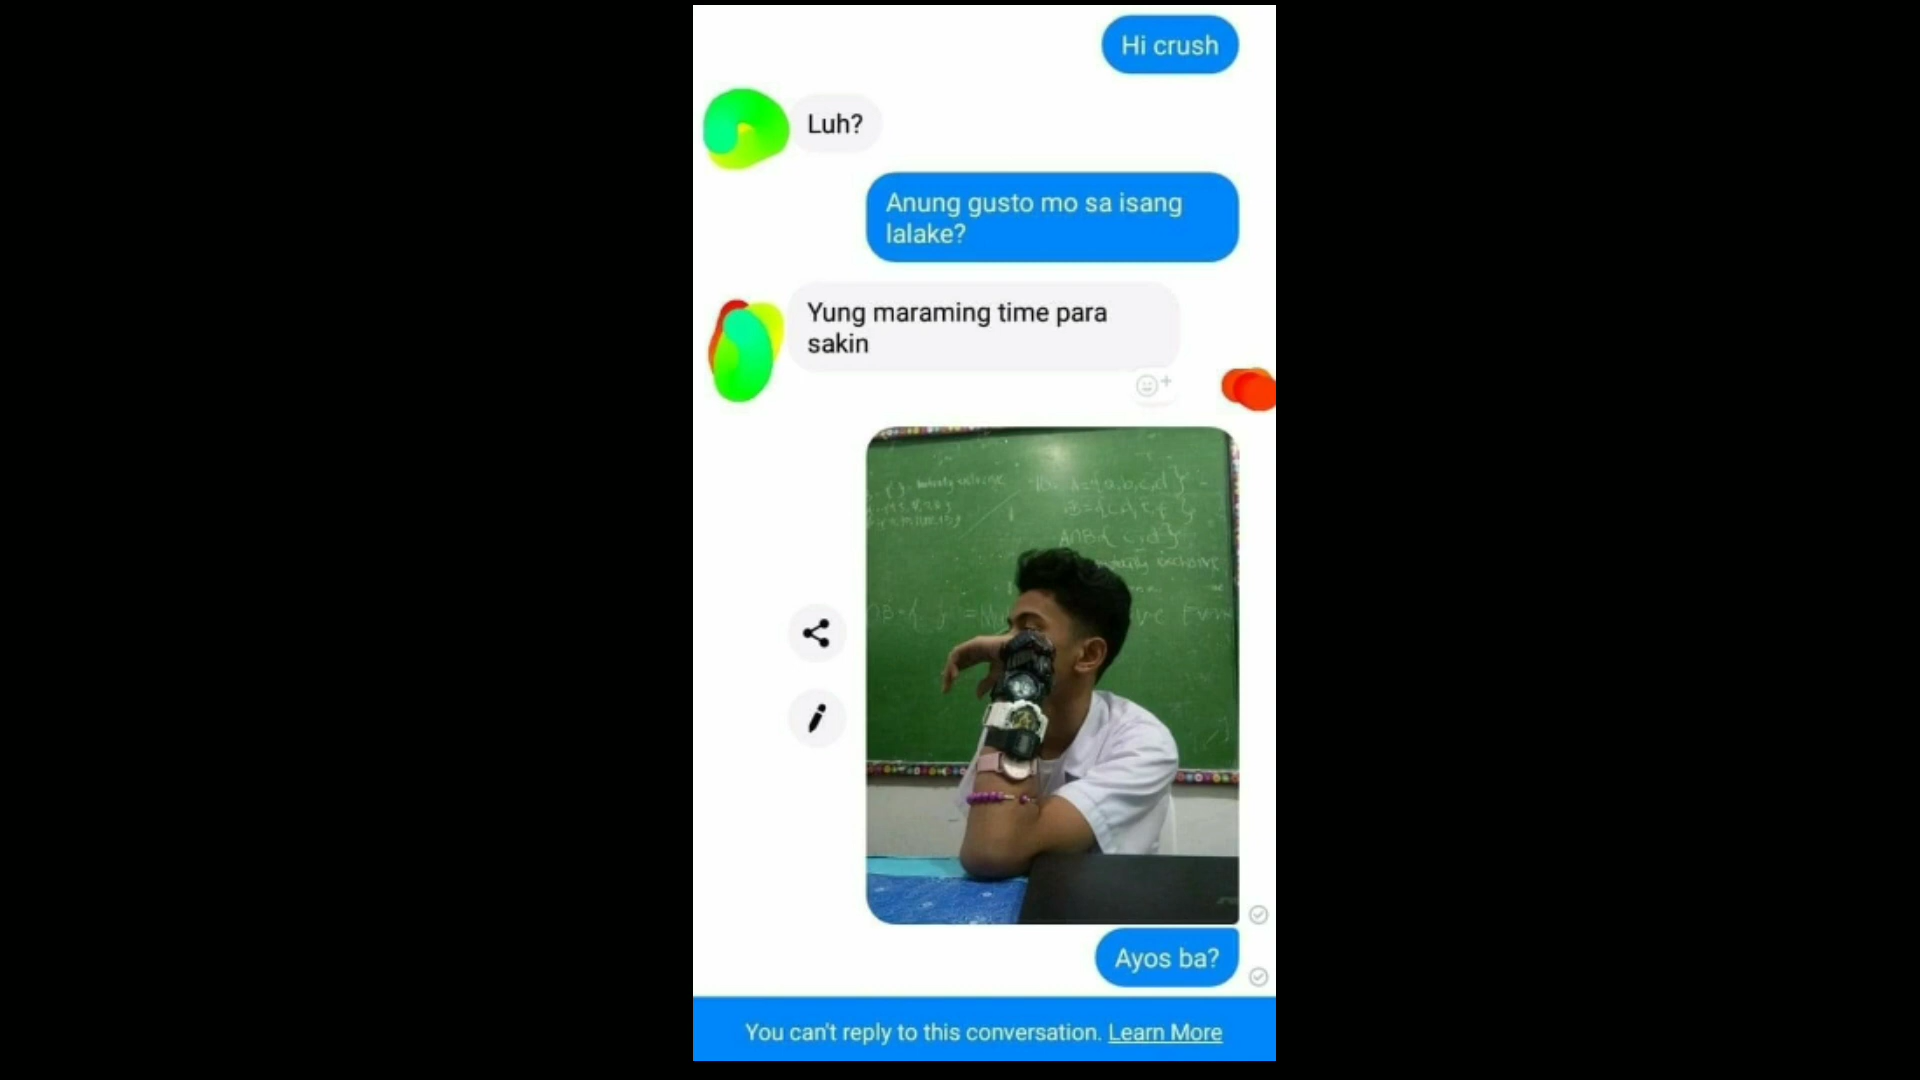 Hi crush
Luh?
Anung gusto mo sa isang
lalake?
Yung maraming time para
sakin
A={a,b,c,d}
A∩B={c,d}
Ayos ba?
You can't reply to this conversation. Learn More